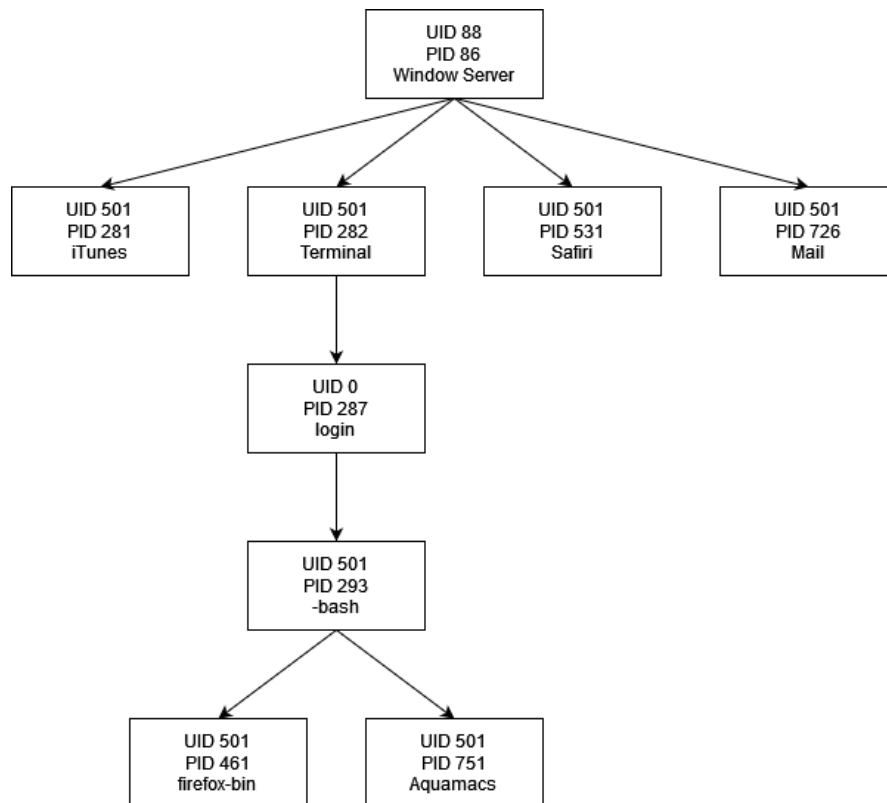 UID 88
PID 86
Window Server
UID 501
PID 281
iTunes
UID 501
PID 282
Terminal
UID 501
PID 531
Safiri
UID 501
PID 726
Mail
UID 0
PID 287
login
UID 501
PID 293
-bash
UID 501
PID 461
firefox-bin
UID 501
PID 751
Aquamacs